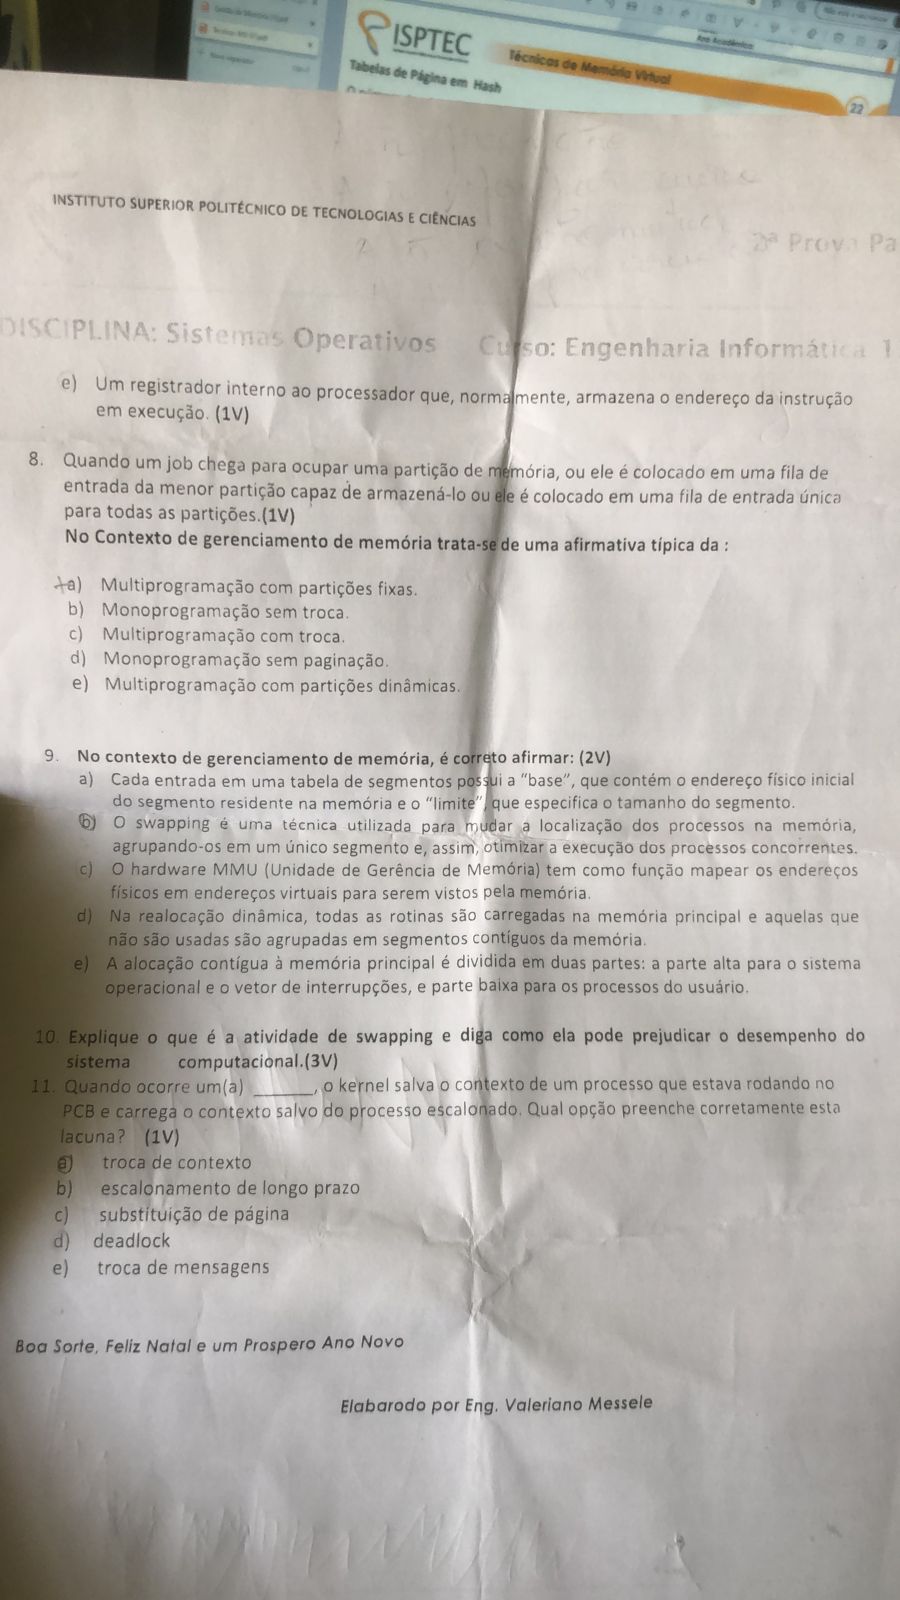 ISPTEC
Técnicas de Memória Virtual
Tabelas de Página em Hash
22
INSTITUTO SUPERIOR POLITÉCNICO DE TECNOLOGIAS E CIÊNCIAS
2ª Prova Pa
DISCIPLINA: Sistemas Operativos Curso: Engenharia Informática 1
e) Um registrador interno ao processador que, normalmente, armazena o endereço da instrução
em execução. (1V)
8. Quando um job chega para ocupar uma partição de memória, ou ele é colocado em uma fila de
entrada da menor partição capaz de armazená-lo ou ele é colocado em uma fila de entrada única
para todas as partições.(1V)
No Contexto de gerenciamento de memória trata-se de uma afirmativa típica da :
a) Multiprogramação com partições fixas.
b) Monoprogramação sem troca.
c) Multiprogramação com troca.
d) Monoprogramação sem paginação.
e) Multiprogramação com partições dinâmicas.
9. No contexto de gerenciamento de memória, é correto afirmar: (2V)
a) Cada entrada em uma tabela de segmentos possui a “base”, que contém o endereço físico inicial
do segmento residente na memória e o “limite”, que especifica o tamanho do segmento.
b) O swapping é uma técnica utilizada para mudar a localização dos processos na memória,
agrupando-os em um único segmento e, assim, otimizar a execução dos processos concorrentes.
c) O hardware MMU (Unidade de Gerência de Memória) tem como função mapear os endereços
físicos em endereços virtuais para serem vistos pela memória.
d) Na realocação dinâmica, todas as rotinas são carregadas na memória principal e aquelas que
não são usadas são agrupadas em segmentos contíguos da memória.
e) A alocação contígua à memória principal é dividida em duas partes: a parte alta para o sistema
operacional e o vetor de interrupções, e parte baixa para os processos do usuário.
10. Explique o que é a atividade de swapping e diga como ela pode prejudicar o desempenho do
sistema computacional.(3V)
11. Quando ocorre um(a) ______, o kernel salva o contexto de um processo que estava rodando no
PCB e carrega o contexto salvo do processo escalonado. Qual opção preenche corretamente esta
lacuna? (1V)
a) troca de contexto
b) escalonamento de longo prazo
c) substituição de página
d) deadlock
e) troca de mensagens
Boa Sorte, Feliz Natal e um Prospero Ano Novo
Elabarodo por Eng. Valeriano Messele